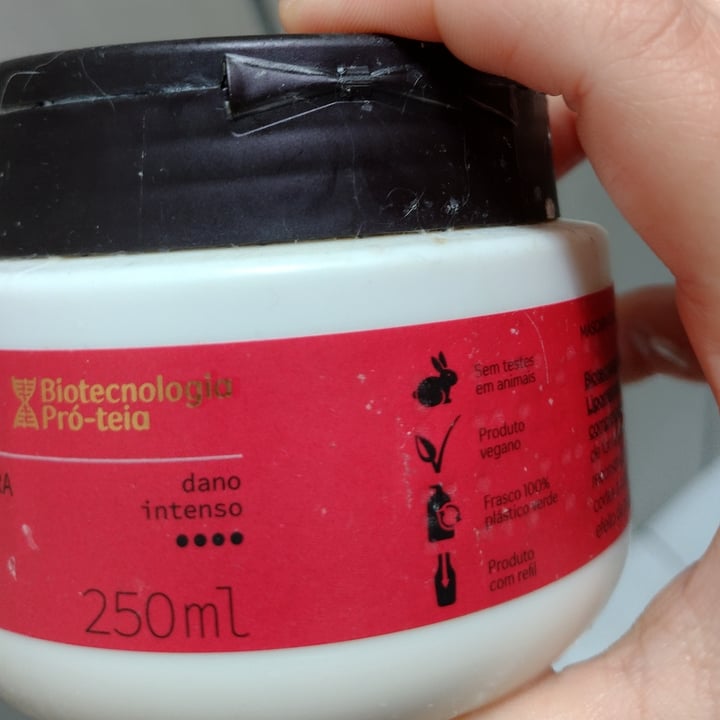 Biotecnologia
Pró-teia
RA
dano
intenso
250ml
Sem testes
em animais
Produto
vegano
Frasco 100%
plástico verde
Produto
com refil